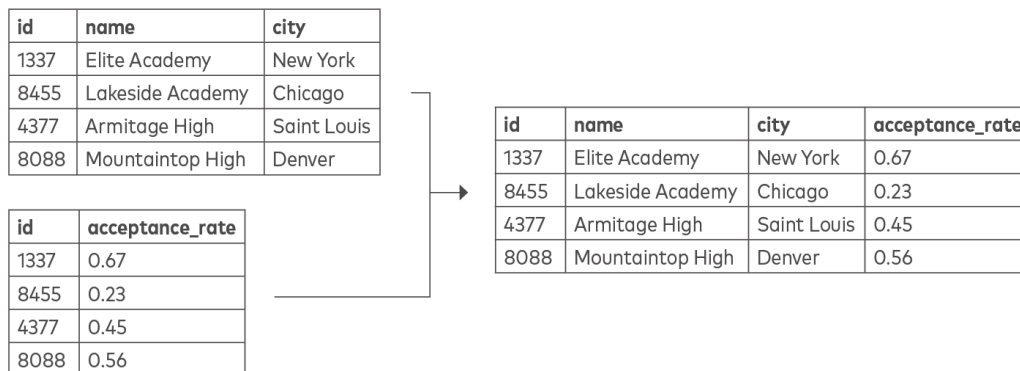 id name city
1337 Elite Academy New York
8455 Lakeside Academy Chicago
4377 Armitage High Saint Louis
8088 Mountaintop High Denver
id acceptance_rate
1337 0.67
8455 0.23
4377 0.45
8088 0.56
id name city acceptance_rate
1337 Elite Academy New York 0.67
8455 Lakeside Academy Chicago 0.23
4377 Armitage High Saint Louis 0.45
8088 Mountaintop High Denver 0.56